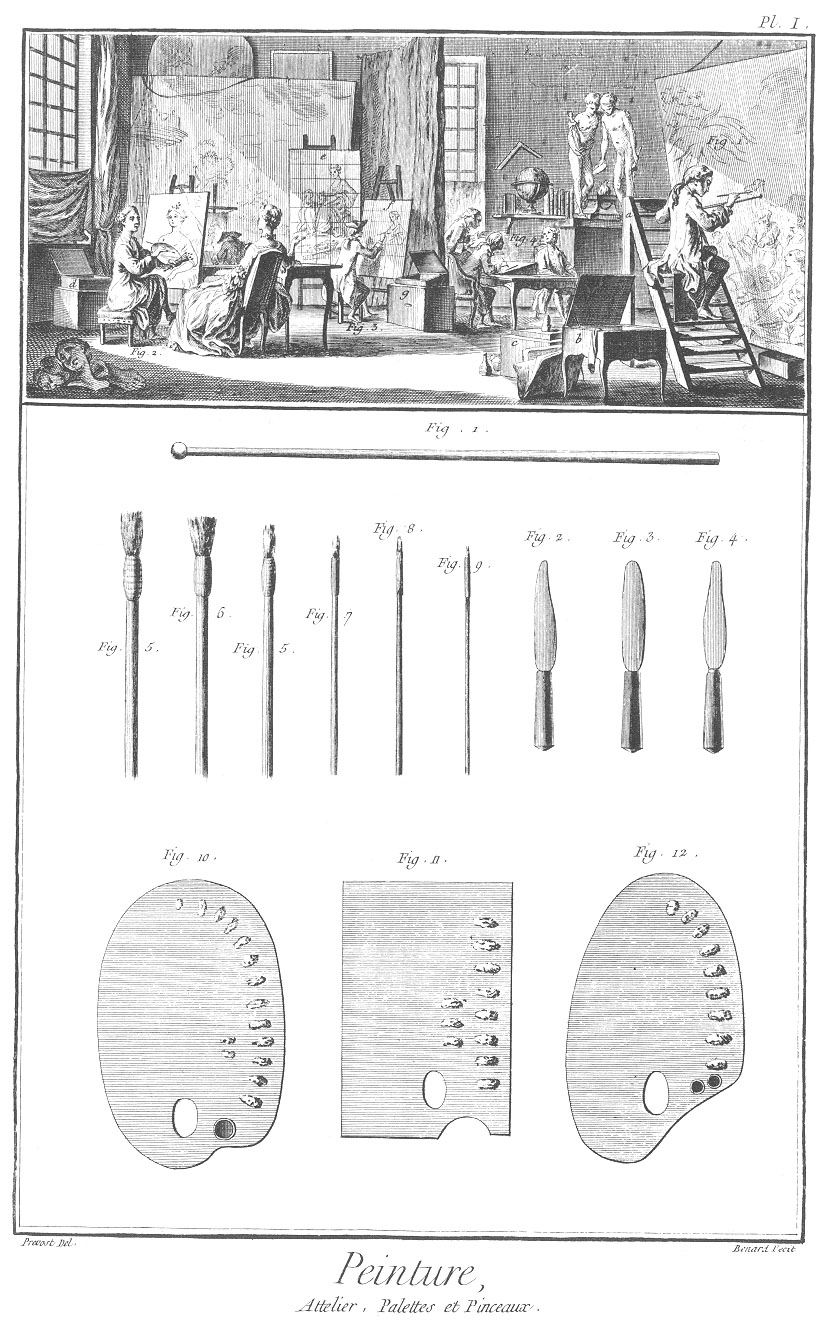 Pl. I.
Fig. 1.
a
e
d
g
Fig. 4
Fig. 3
Fig. 2.
c
b
Fig. 1.
Fig. 8.
Fig. 2.
Fig. 3.
Fig. 4.
Fig. 9.
Fig. 6.
Fig. 7
Fig. 5.
Fig. 5.
Fig. 10.
Fig. 11.
Fig. 12.
Prevost Del.
Benard Fecit
Peinture,
Attelier, Palettes et Pinceaux.